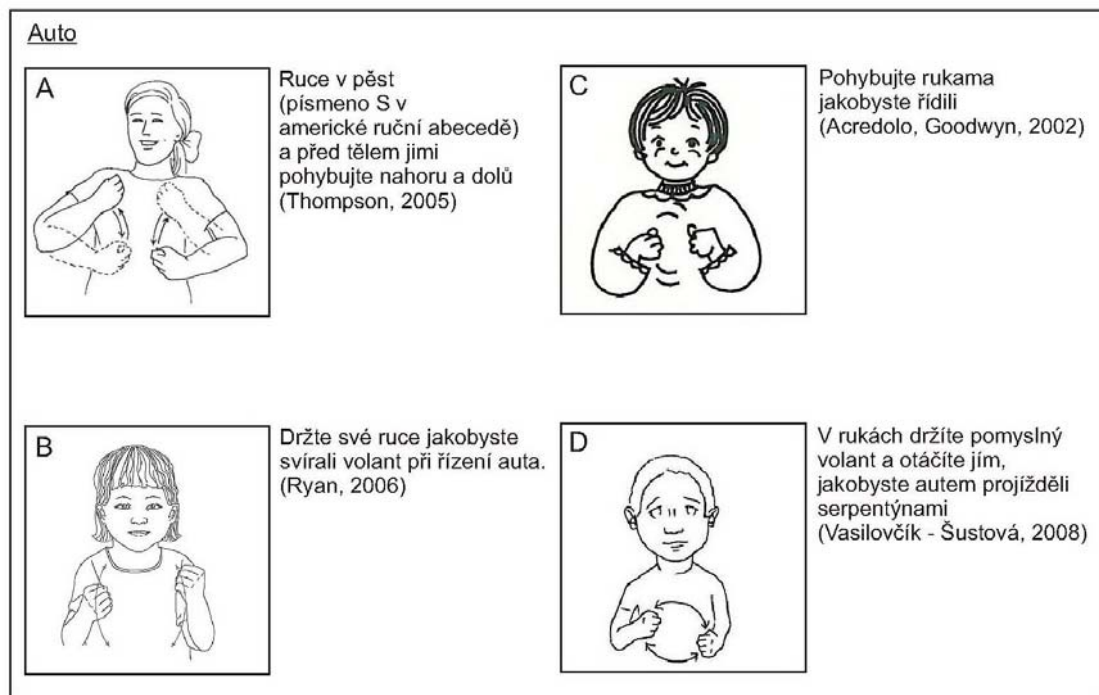 Auto
A
Ruce v pěst
(písmeno S v
americké ruční abecedě)
a před tělem jimi
pohybujte nahoru a dolů
(Thompson, 2005)
C
Pohybujte rukama
jakobyste řídili
(Acredolo, Goodwyn, 2002)
B
Držte své ruce jakobyste
svírali volant při řízení auta.
(Ryan, 2006)
D
V rukách držíte pomyslný
volant a otáčíte jím,
jakobyste autem projížděli
serpentýnami
(Vasilovčík - Šustová, 2008)